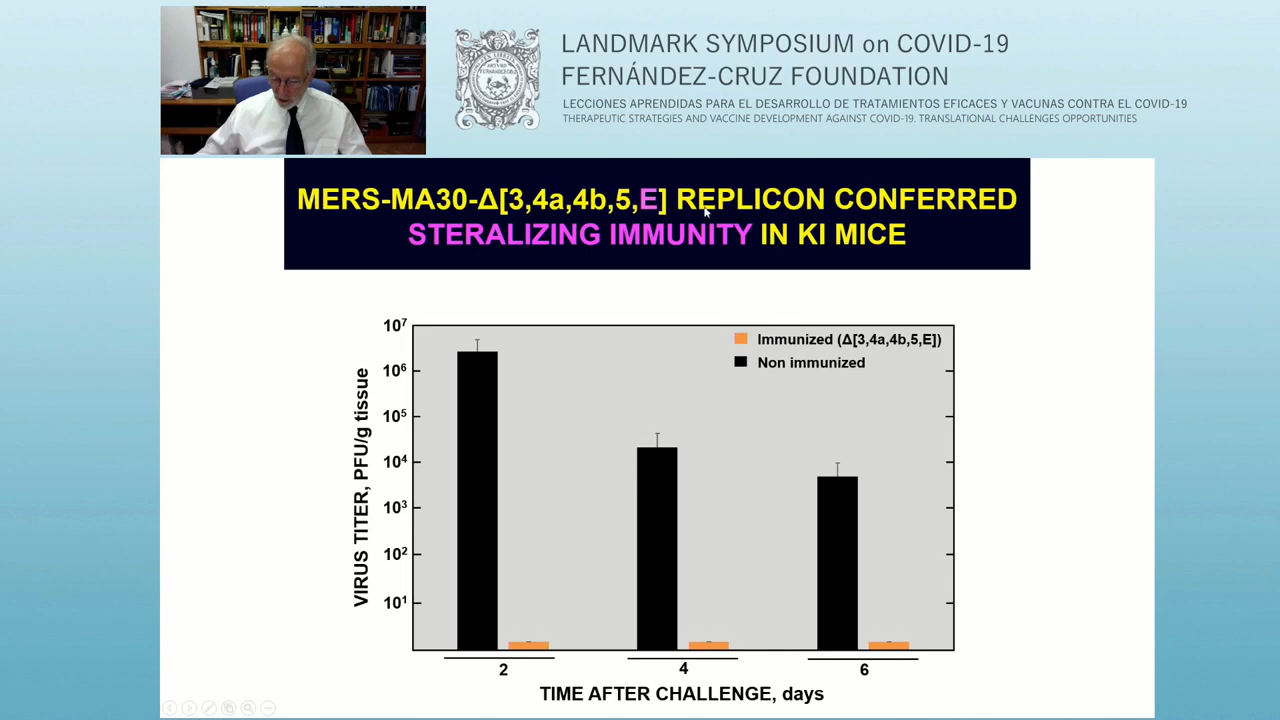 LANDMARK SYMPOSIUM on COVID-19
FERNÁNDEZ-CRUZ FOUNDATION
LECCIONES APRENDIDAS PARA EL DESARROLLO DE TRATAMIENTOS EFICACES Y VACUNAS CONTRA EL COVID-19
THERAPEUTIC STRATEGIES AND VACCINE DEVELOPMENT AGAINST COVID-19. TRANSLATIONAL CHALLENGES OPPORTUNITIES
MERS-MA30-Δ[3,4a,4b,5,E] REPLICON CONFERRED
STERALIZING IMMUNITY IN KI MICE
Immunized (Δ[3,4a,4b,5,E])
Non immunized
VIRUS TITER, PFU/g tissue
10⁷
10⁶
10⁵
10⁴
10³
10²
10¹
2 4 6
TIME AFTER CHALLENGE, days